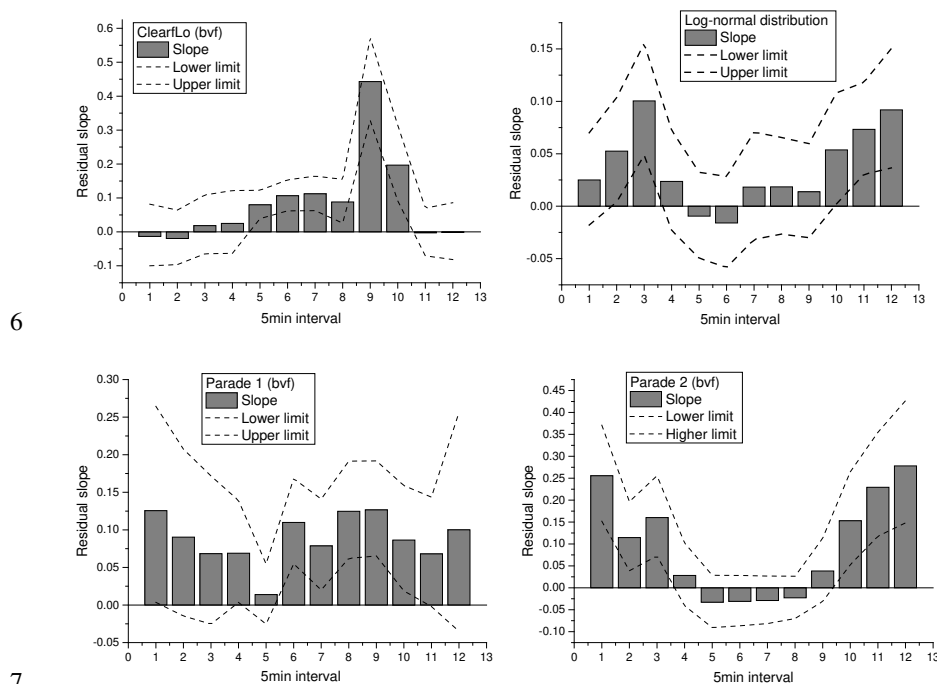 ClearfLo (bvf)
Slope
Lower limit
Upper limit
0.6
0.5
0.4
0.3
0.2
0.1
0.0
-0.1
Residual slope
0 1 2 3 4 5 6 7 8 9 10 11 12 13
5min interval
Log-normal distribution
Slope
Lower limit
Upper limit
0.15
0.10
0.05
0.00
-0.05
Residual slope
0 1 2 3 4 5 6 7 8 9 10 11 12 13
5min interval
6
Parade 1 (bvf)
Slope
Lower limit
Upper limit
0.30
0.25
0.20
0.15
0.10
0.05
0.00
-0.05
Residual slope
0 1 2 3 4 5 6 7 8 9 10 11 12 13
5min interval
Parade 2 (bvf)
Slope
Lower limit
Higher limit
0.45
0.40
0.35
0.30
0.25
0.20
0.15
0.10
0.05
0.00
-0.05
-0.10
Residual slope
0 1 2 3 4 5 6 7 8 9 10 11 12 13
5min interval
7